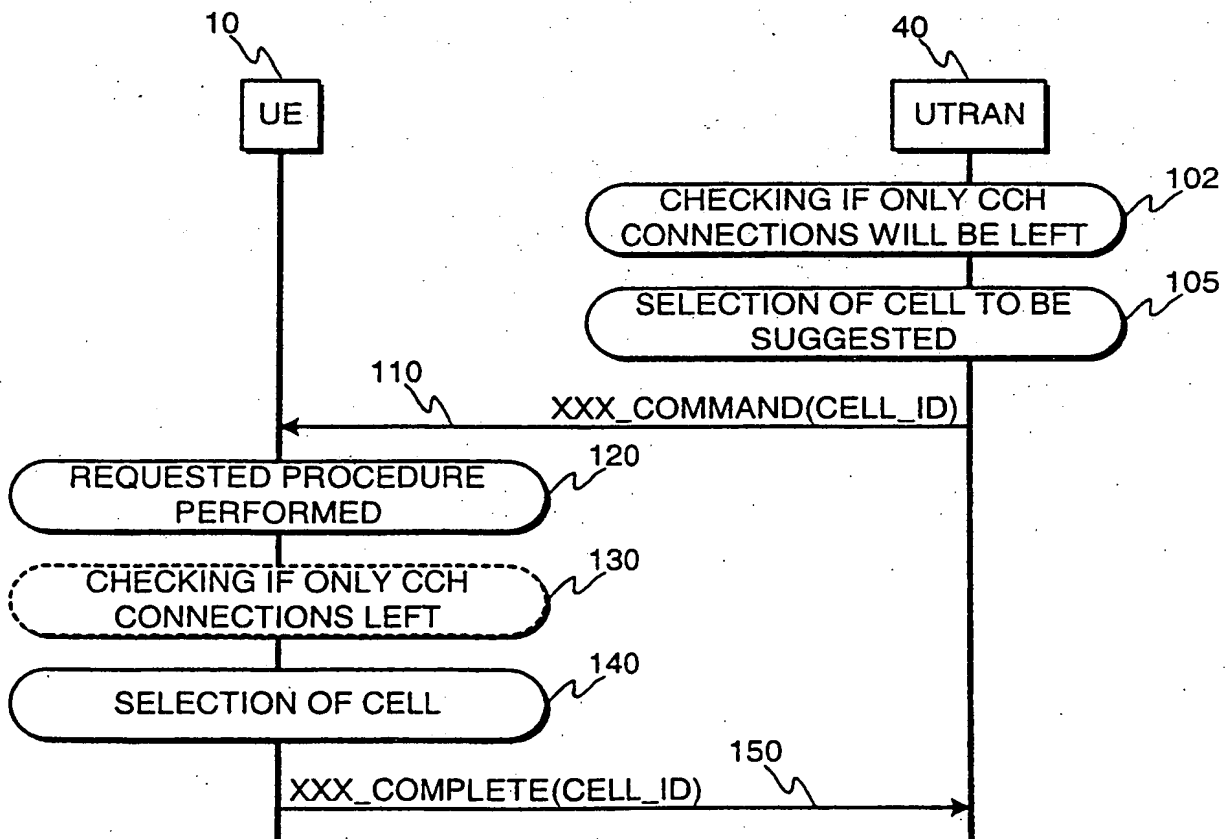 10
40
UE
UTRAN
102
CHECKING IF ONLY CCH
CONNECTIONS WILL BE LEFT
105
SELECTION OF CELL TO BE
SUGGESTED
110
XXX_COMMAND(CELL_ID)
120
REQUESTED PROCEDURE
PERFORMED
130
CHECKING IF ONLY CCH
CONNECTIONS LEFT
140
SELECTION OF CELL
150
XXX_COMPLETE(CELL_ID)